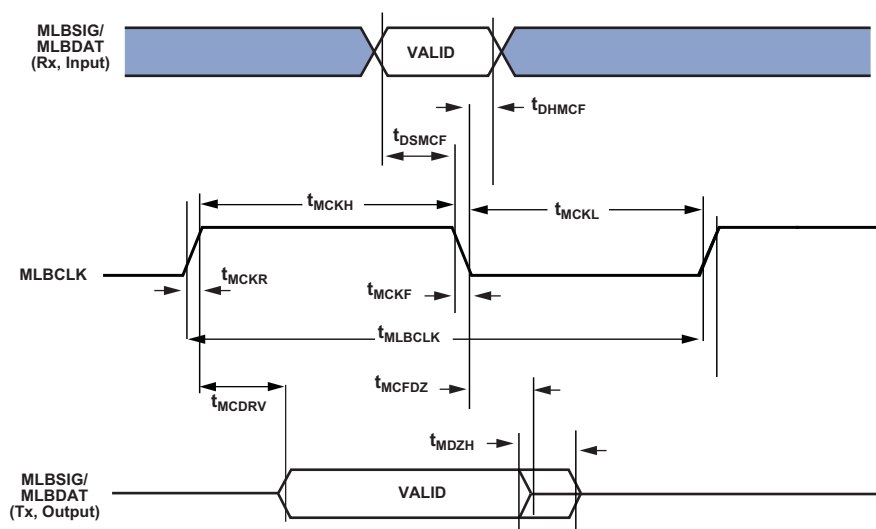 MLBSIG/
MLBDAT
(Rx, Input)
VALID
tDHMCF
tDSMCF
tMCKH
tMCKL
MLBCLK
tMCKR
tMCKF
tMLBCLK
tMCFDZ
tMCDRV
tMDZH
MLBSIG/
MLBDAT
(Tx, Output)
VALID